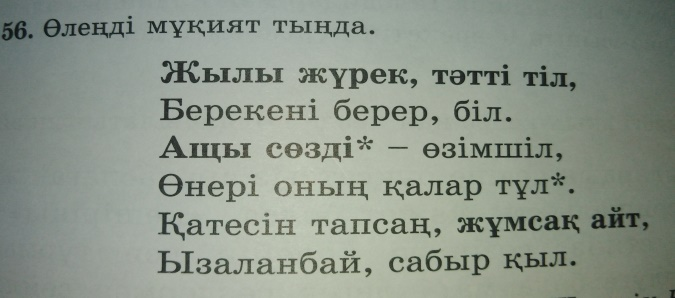 56. Өлеңді мұқият тыңда.
Жылы жүрек, тәтті тіл,
Берекені берер, біл.
Ащы сөзді* – өзімшіл,
Өнері оның қалар тұл*.
Қатесін тапсаң, жұмсақ айт,
Ызаланбай, сабыр қыл.